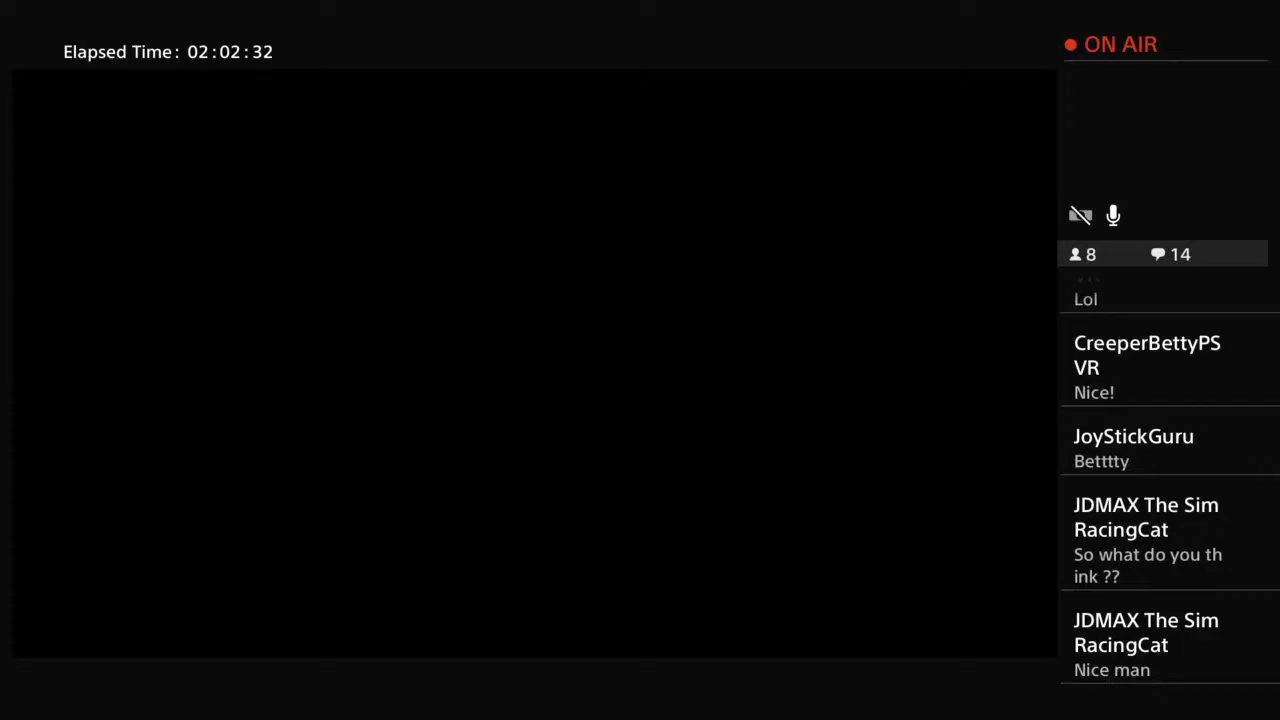 Elapsed Time: 02:02:32
ON AIR
8 14
Lol
CreeperBettyPS
VR
Nice!
JoyStickGuru
Betttty
JDMAX The Sim
RacingCat
So what do you th
ink ??
JDMAX The Sim
RacingCat
Nice man